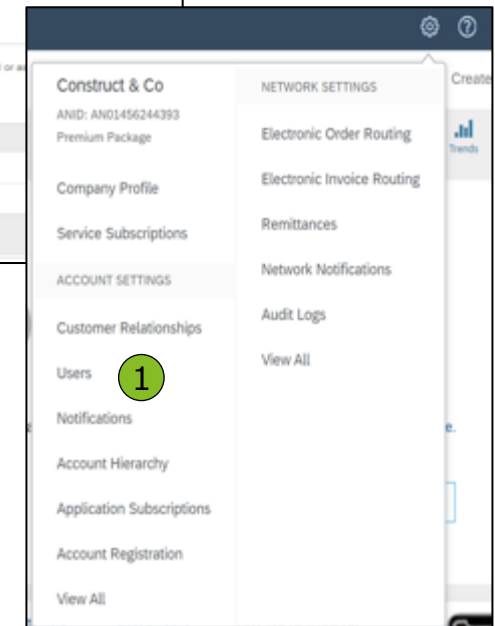 l or as
Construct & Co
ANID: AN01456244393
Premium Package
Company Profile
Service Subscriptions
ACCOUNT SETTINGS
Customer Relationships
Users
1
Notifications
Account Hierarchy
Application Subscriptions
Account Registration
View All
NETWORK SETTINGS
Electronic Order Routing
Electronic Invoice Routing
Remittances
Network Notifications
Audit Logs
View All
Create
Trends
e.